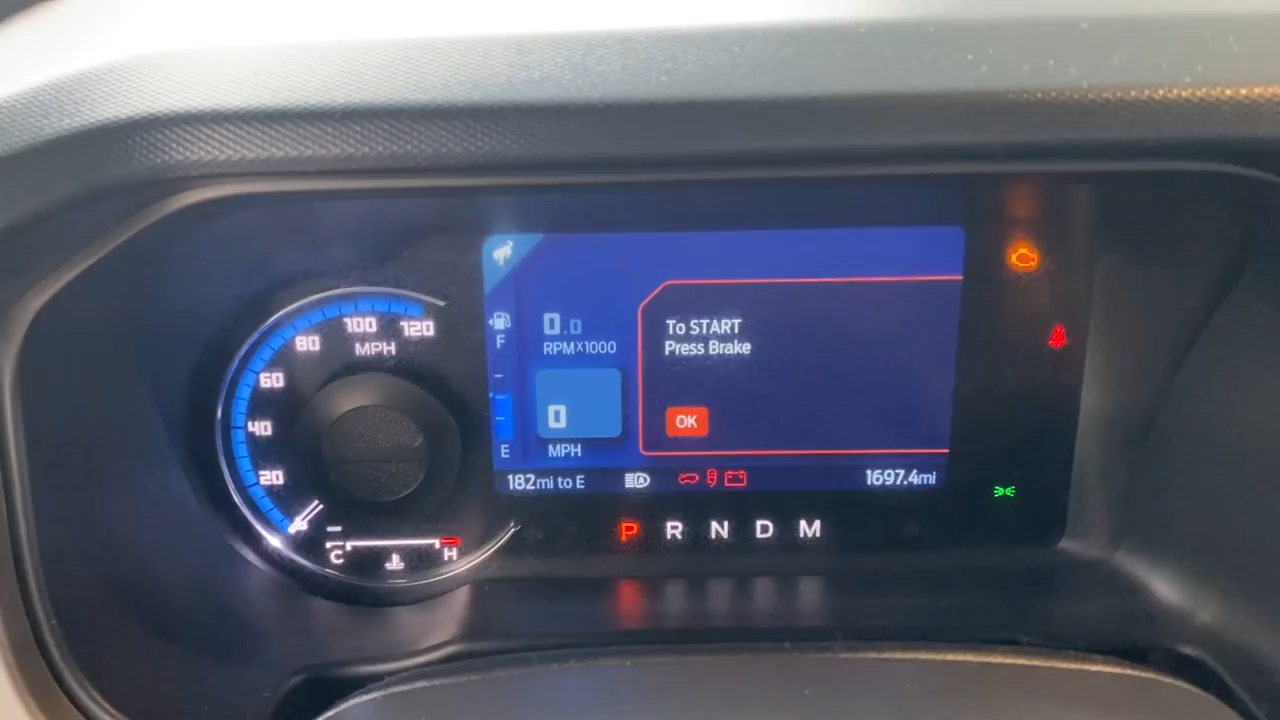 120
100
80
MPH
60
40
20
C
H
F
E
0.0
RPMX1000
0
MPH
To START
Press Brake
OK
182mi to E
A
1697.4mi
P R N D M